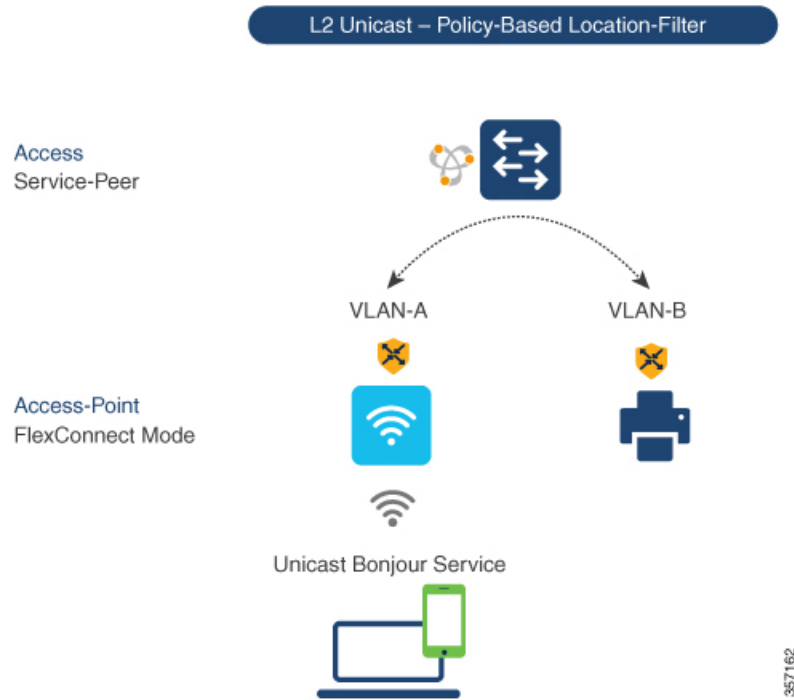 L2 Unicast – Policy-Based Location-Filter
Access
Service-Peer
VLAN-A
VLAN-B
Access-Point
FlexConnect Mode
Unicast Bonjour Service
357162